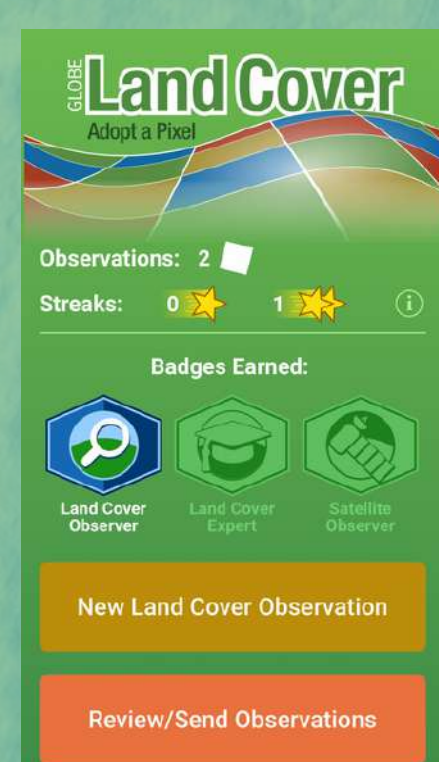 GLOBE
Land Cover
Adopt a Pixel
Observations: 2
Streaks: 0 1 i
Badges Earned:
Land Cover
Observer
Land Cover
Expert
Satellite
Observer
New Land Cover Observation
Review/Send Observations